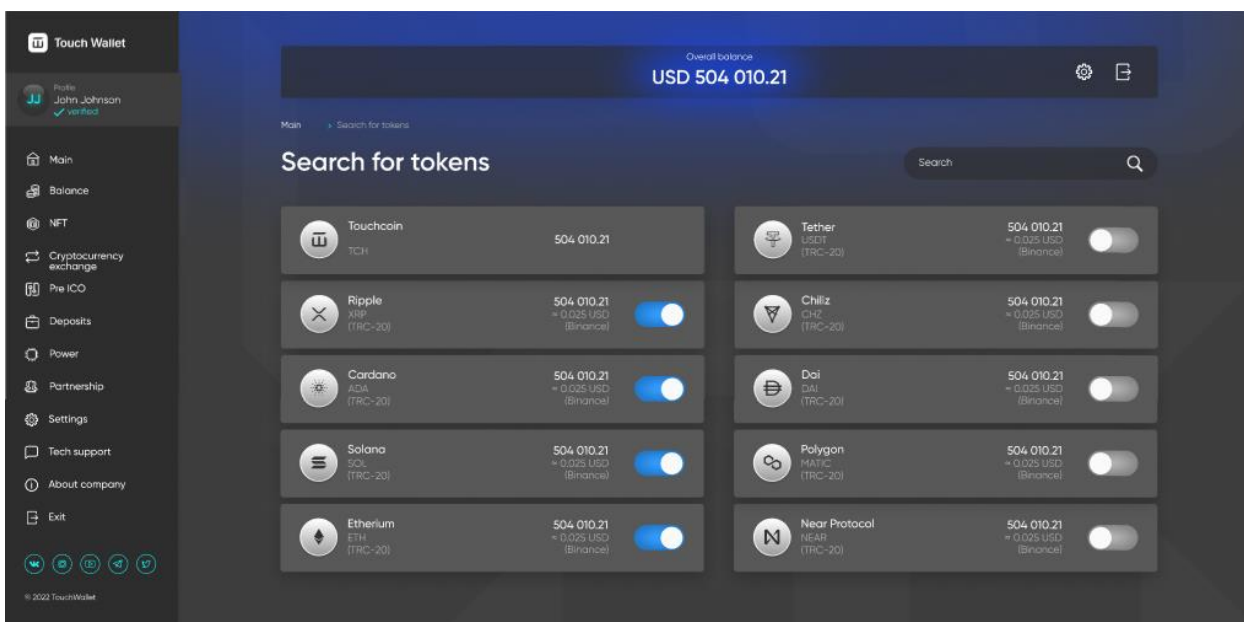 Touch Wallet
JJ
Profile
John Johnson
verified
Main
Balance
NFT
Cryptocurrency
exchange
Pre ICO
Deposits
Power
Partnership
Settings
Tech support
About company
Exit
© 2022 TouchWallet
Overall balance
USD 504 010.21
Main > Search for tokens
Search for tokens
Search
Touchcoin
TCH
504 010.21
Ripple
XRP
(TRC-20)
504 010.21
≈ 0.025 USD
(Binance)
Cardano
ADA
(TRC-20)
504 010.21
≈ 0.025 USD
(Binance)
Solana
SOL
(TRC-20)
504 010.21
≈ 0.025 USD
(Binance)
Etherium
ETH
(TRC-20)
504 010.21
≈ 0.025 USD
(Binance)
Tether
USDT
(TRC-20)
504 010.21
≈ 0.025 USD
(Binance)
Chiliz
CHZ
(TRC-20)
504 010.21
≈ 0.025 USD
(Binance)
Dai
DAI
(TRC-20)
504 010.21
≈ 0.025 USD
(Binance)
Polygon
MATIC
(TRC-20)
504 010.21
≈ 0.025 USD
(Binance)
Near Protocol
NEAR
(TRC-20)
504 010.21
≈ 0.025 USD
(Binance)